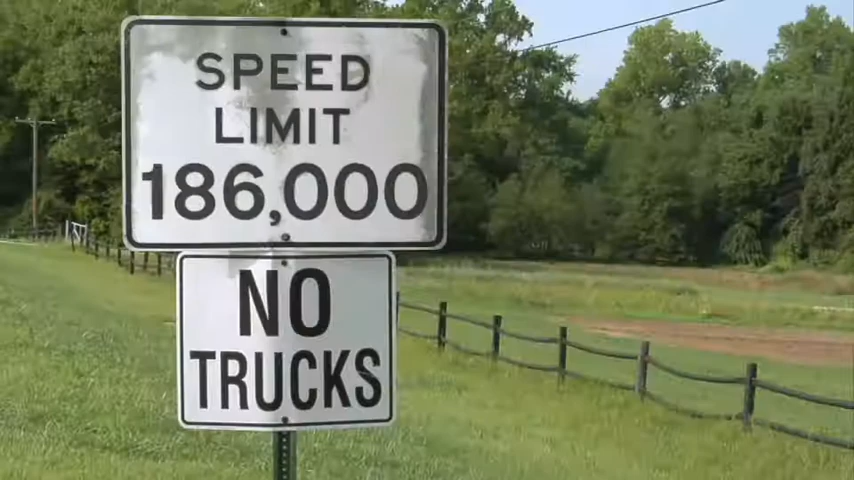 SPEED
LIMIT
186,000
NO
TRUCKS